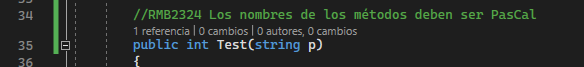 34 //RMB2324 Los nombres de los métodos deben ser PasCal
1 referencia | 0 cambios | 0 autores, 0 cambios
35 public int Test(string p)
36 {